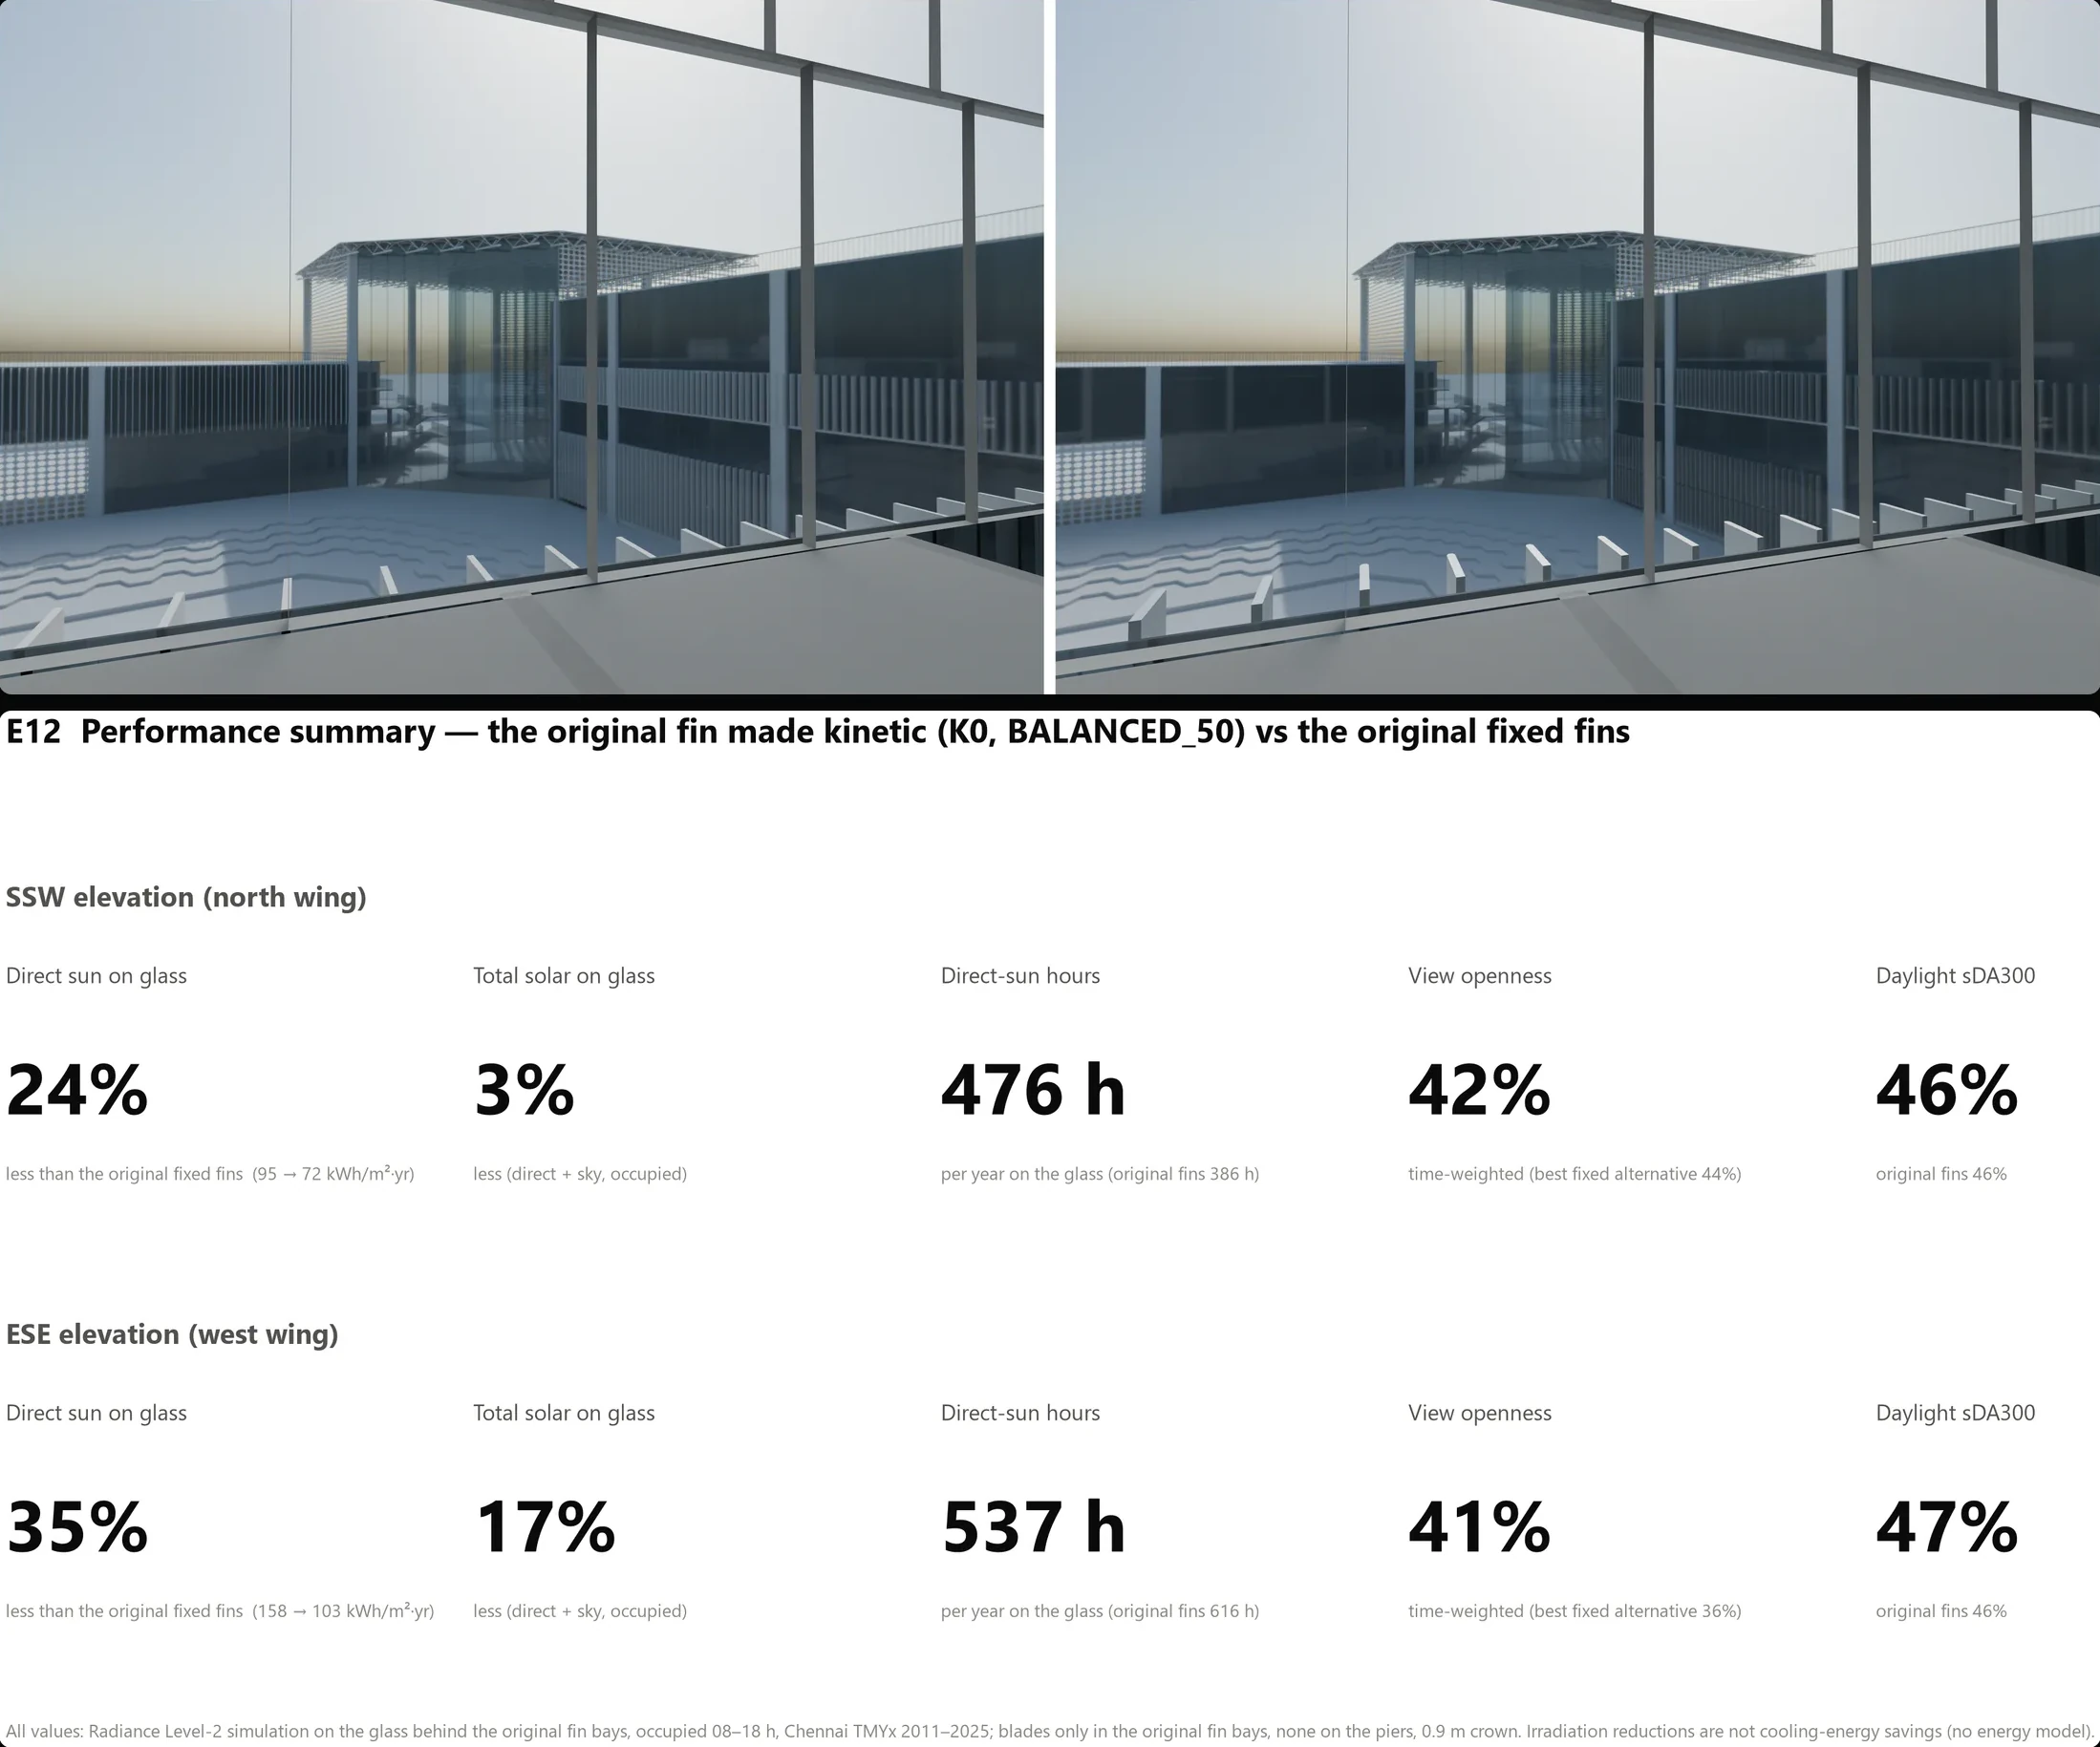 E12 Performance summary — the original fin made kinetic (K0, BALANCED_50) vs the original fixed fins
SSW elevation (north wing)
Direct sun on glass
Total solar on glass
Direct-sun hours
View openness
Daylight sDA300
24%
3%
476 h
42%
46%
less than the original fixed fins (95 → 72 kWh/m²·yr)
less (direct + sky, occupied)
per year on the glass (original fins 386 h)
time-weighted (best fixed alternative 44%)
original fins 46%
ESE elevation (west wing)
Direct sun on glass
Total solar on glass
Direct-sun hours
View openness
Daylight sDA300
35%
17%
537 h
41%
47%
less than the original fixed fins (158 → 103 kWh/m²·yr)
less (direct + sky, occupied)
per year on the glass (original fins 616 h)
time-weighted (best fixed alternative 36%)
original fins 46%
All values: Radiance Level-2 simulation on the glass behind the original fin bays, occupied 08–18 h, Chennai TMYx 2011–2025; blades only in the original fin bays, none on the piers, 0.9 m crown. Irradiation reductions are not cooling-energy savings (no energy model).